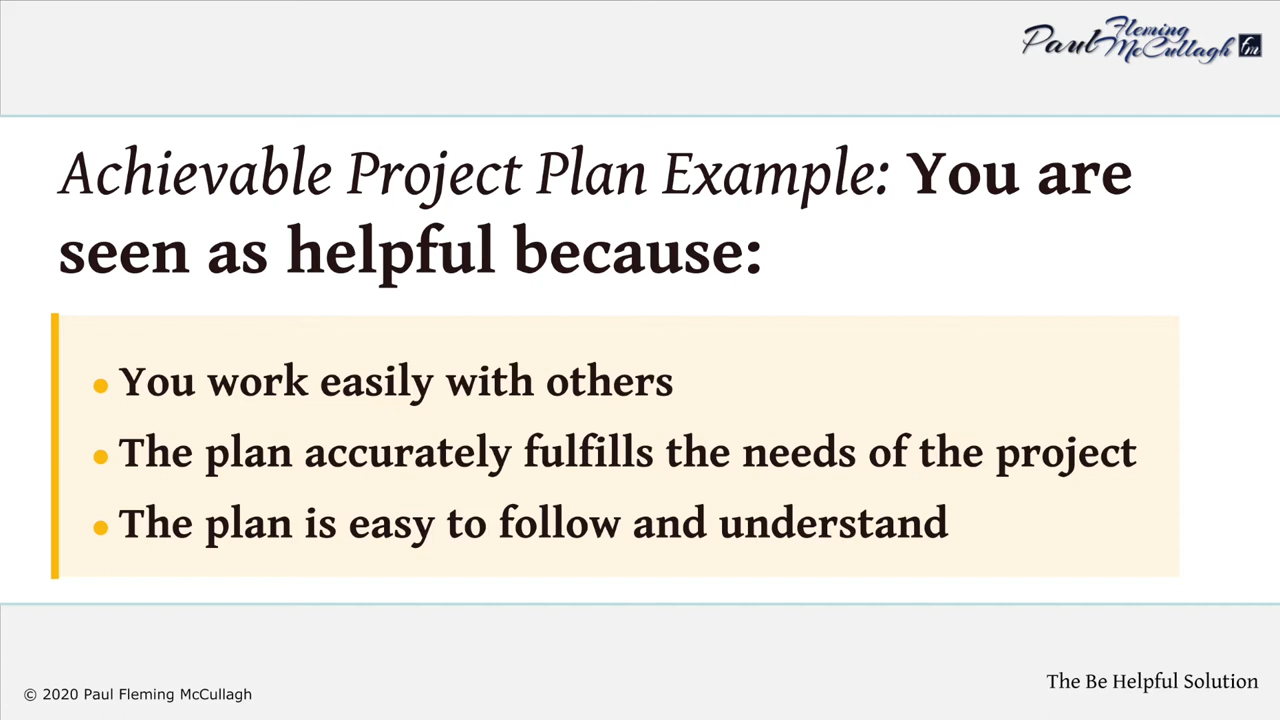 Paul Fleming McCullagh fm
Achievable Project Plan Example: You are
seen as helpful because:
• You work easily with others
• The plan accurately fulfills the needs of the project
• The plan is easy to follow and understand
© 2020 Paul Fleming McCullagh
The Be Helpful Solution